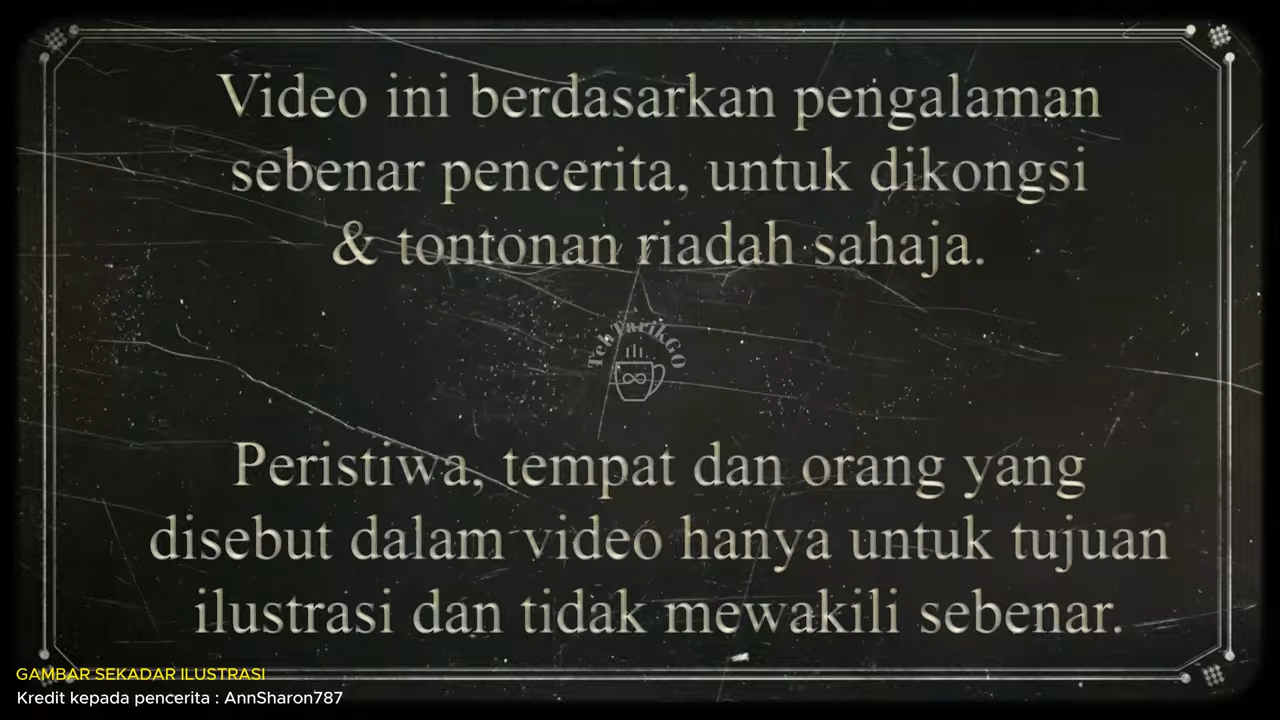 Video ini berdasarkan pengalaman
sebenar pencerita, untuk dikongsi
& tontonan riadah sahaja.
TehTarikGO
Peristiwa, tempat dan orang yang
disebut dalam video hanya untuk tujuan
ilustrasi dan tidak mewakili sebenar.
GAMBAR SEKADAR ILUSTRASI
Kredit kepada pencerita : AnnSharon787